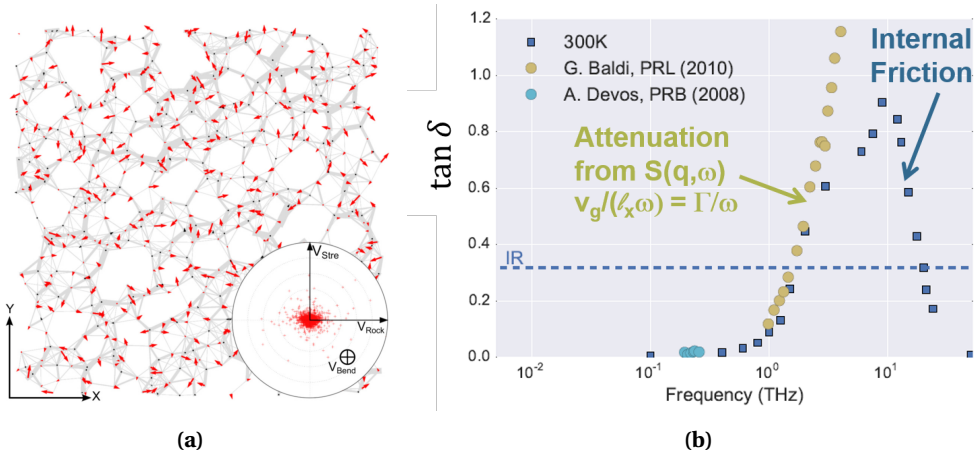 Y
X
V_Stre
V_Rock
V_Bend
(a)
tan δ
1.2
1.0
0.8
0.6
0.4
0.2
0.0
300K
G. Baldi, PRL (2010)
A. Devos, PRB (2008)
Internal
Friction
Attenuation
from S(q,ω)
v_g/(ℓ_xω) = Γ/ω
IR
10^-2
10^-1
10^0
10^1
Frequency (THz)
(b)